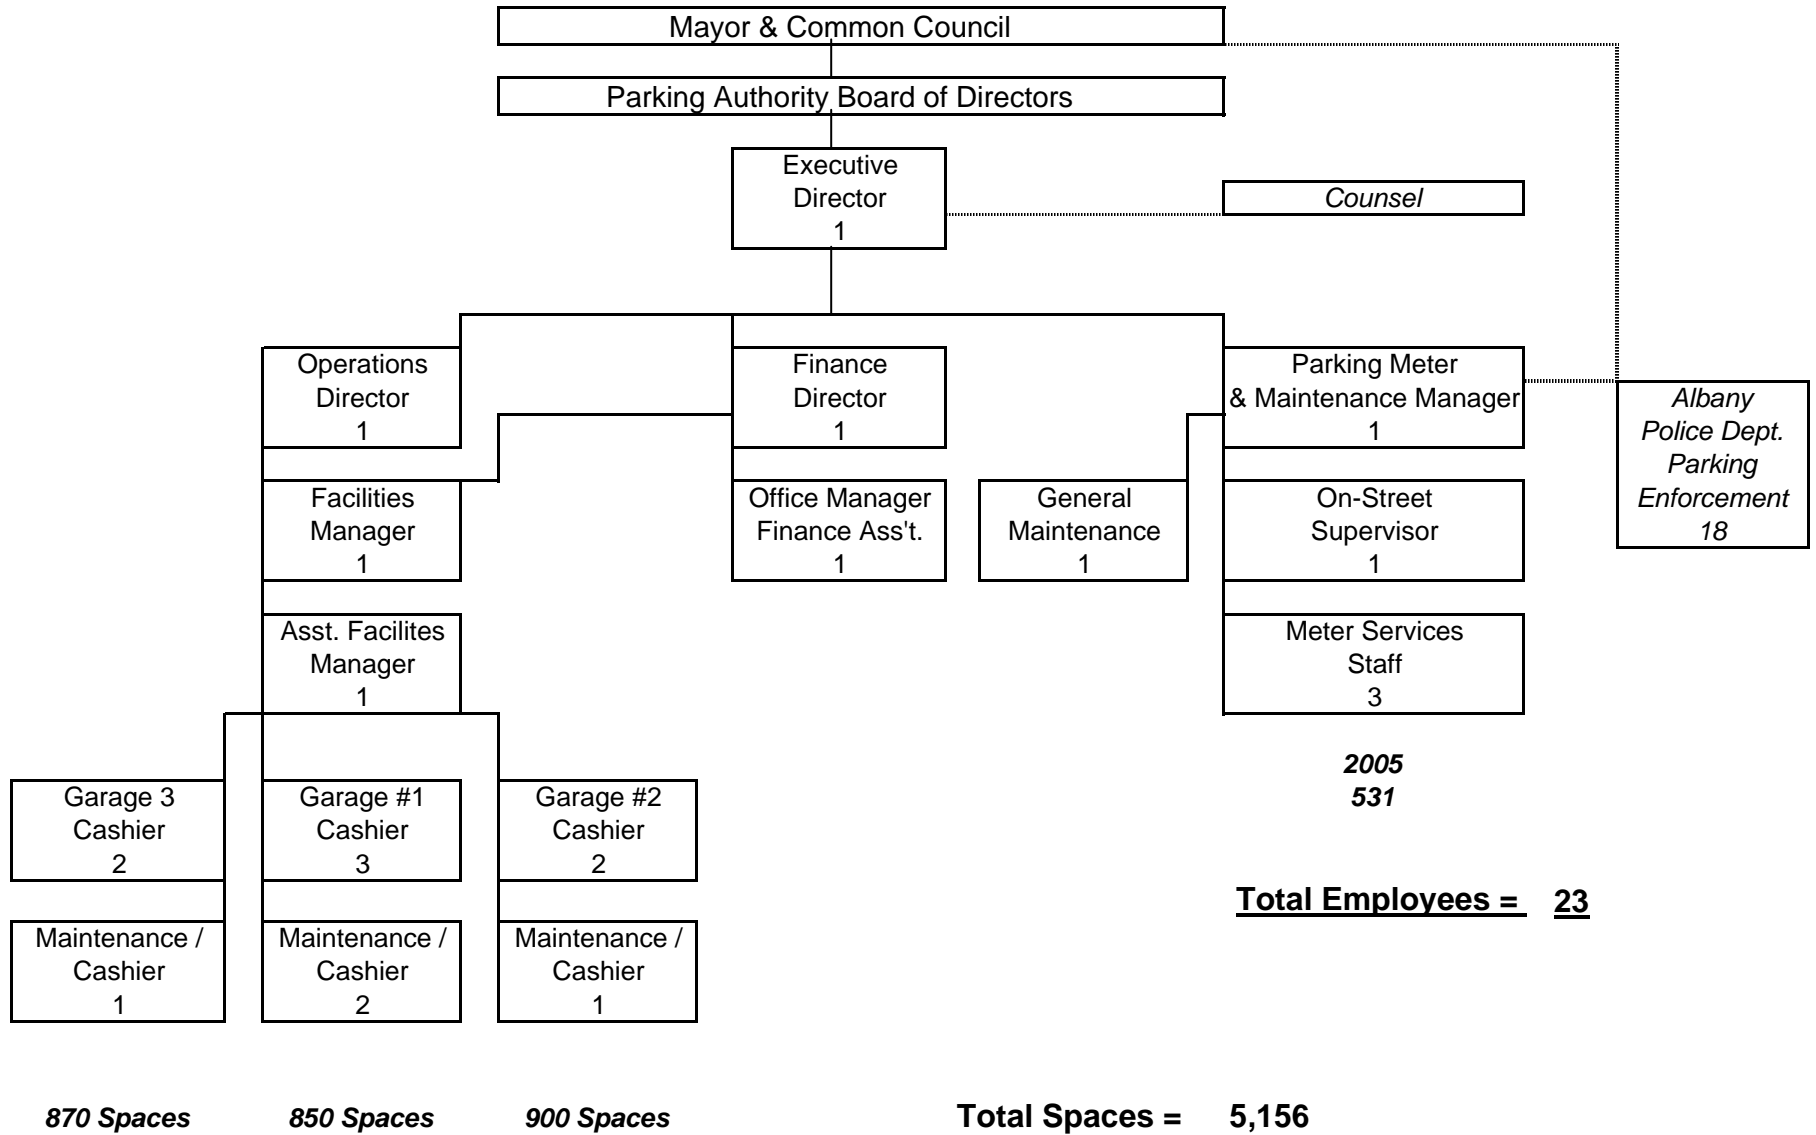 Mayor & Common Council
Parking Authority Board of Directors
Executive
Director
1
Counsel
Operations
Director
1
Finance
Director
1
Parking Meter
& Maintenance Manager
1
Albany
Police Dept.
Parking
Enforcement
18
Facilities
Manager
1
Office Manager
Finance Ass't.
1
General
Maintenance
1
On-Street
Supervisor
1
Asst. Facilites
Manager
1
Meter Services
Staff
3
2005
531
Garage 3
Cashier
2
Garage #1
Cashier
3
Garage #2
Cashier
2
Total Employees = 23
Maintenance /
Cashier
1
Maintenance /
Cashier
2
Maintenance /
Cashier
1
870 Spaces
850 Spaces
900 Spaces
Total Spaces = 5,156